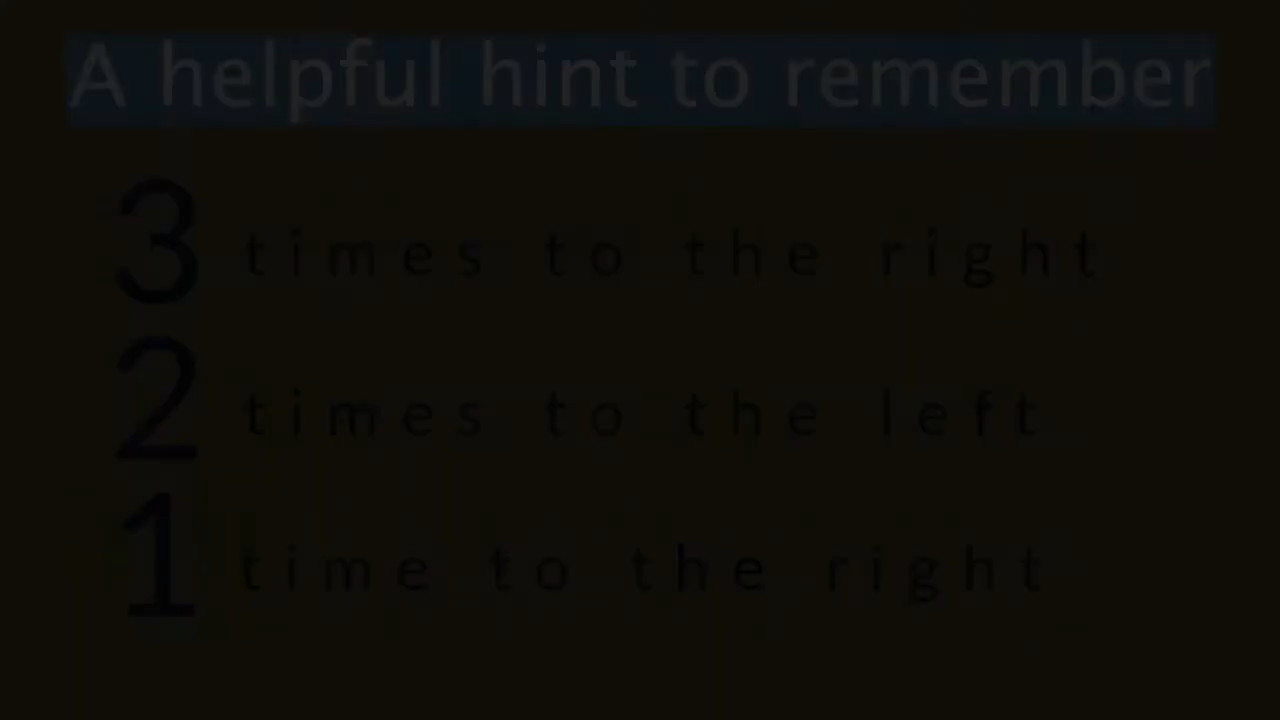 A helpful hint to remember
3 times to the right
2 times to the left
1 time to the right